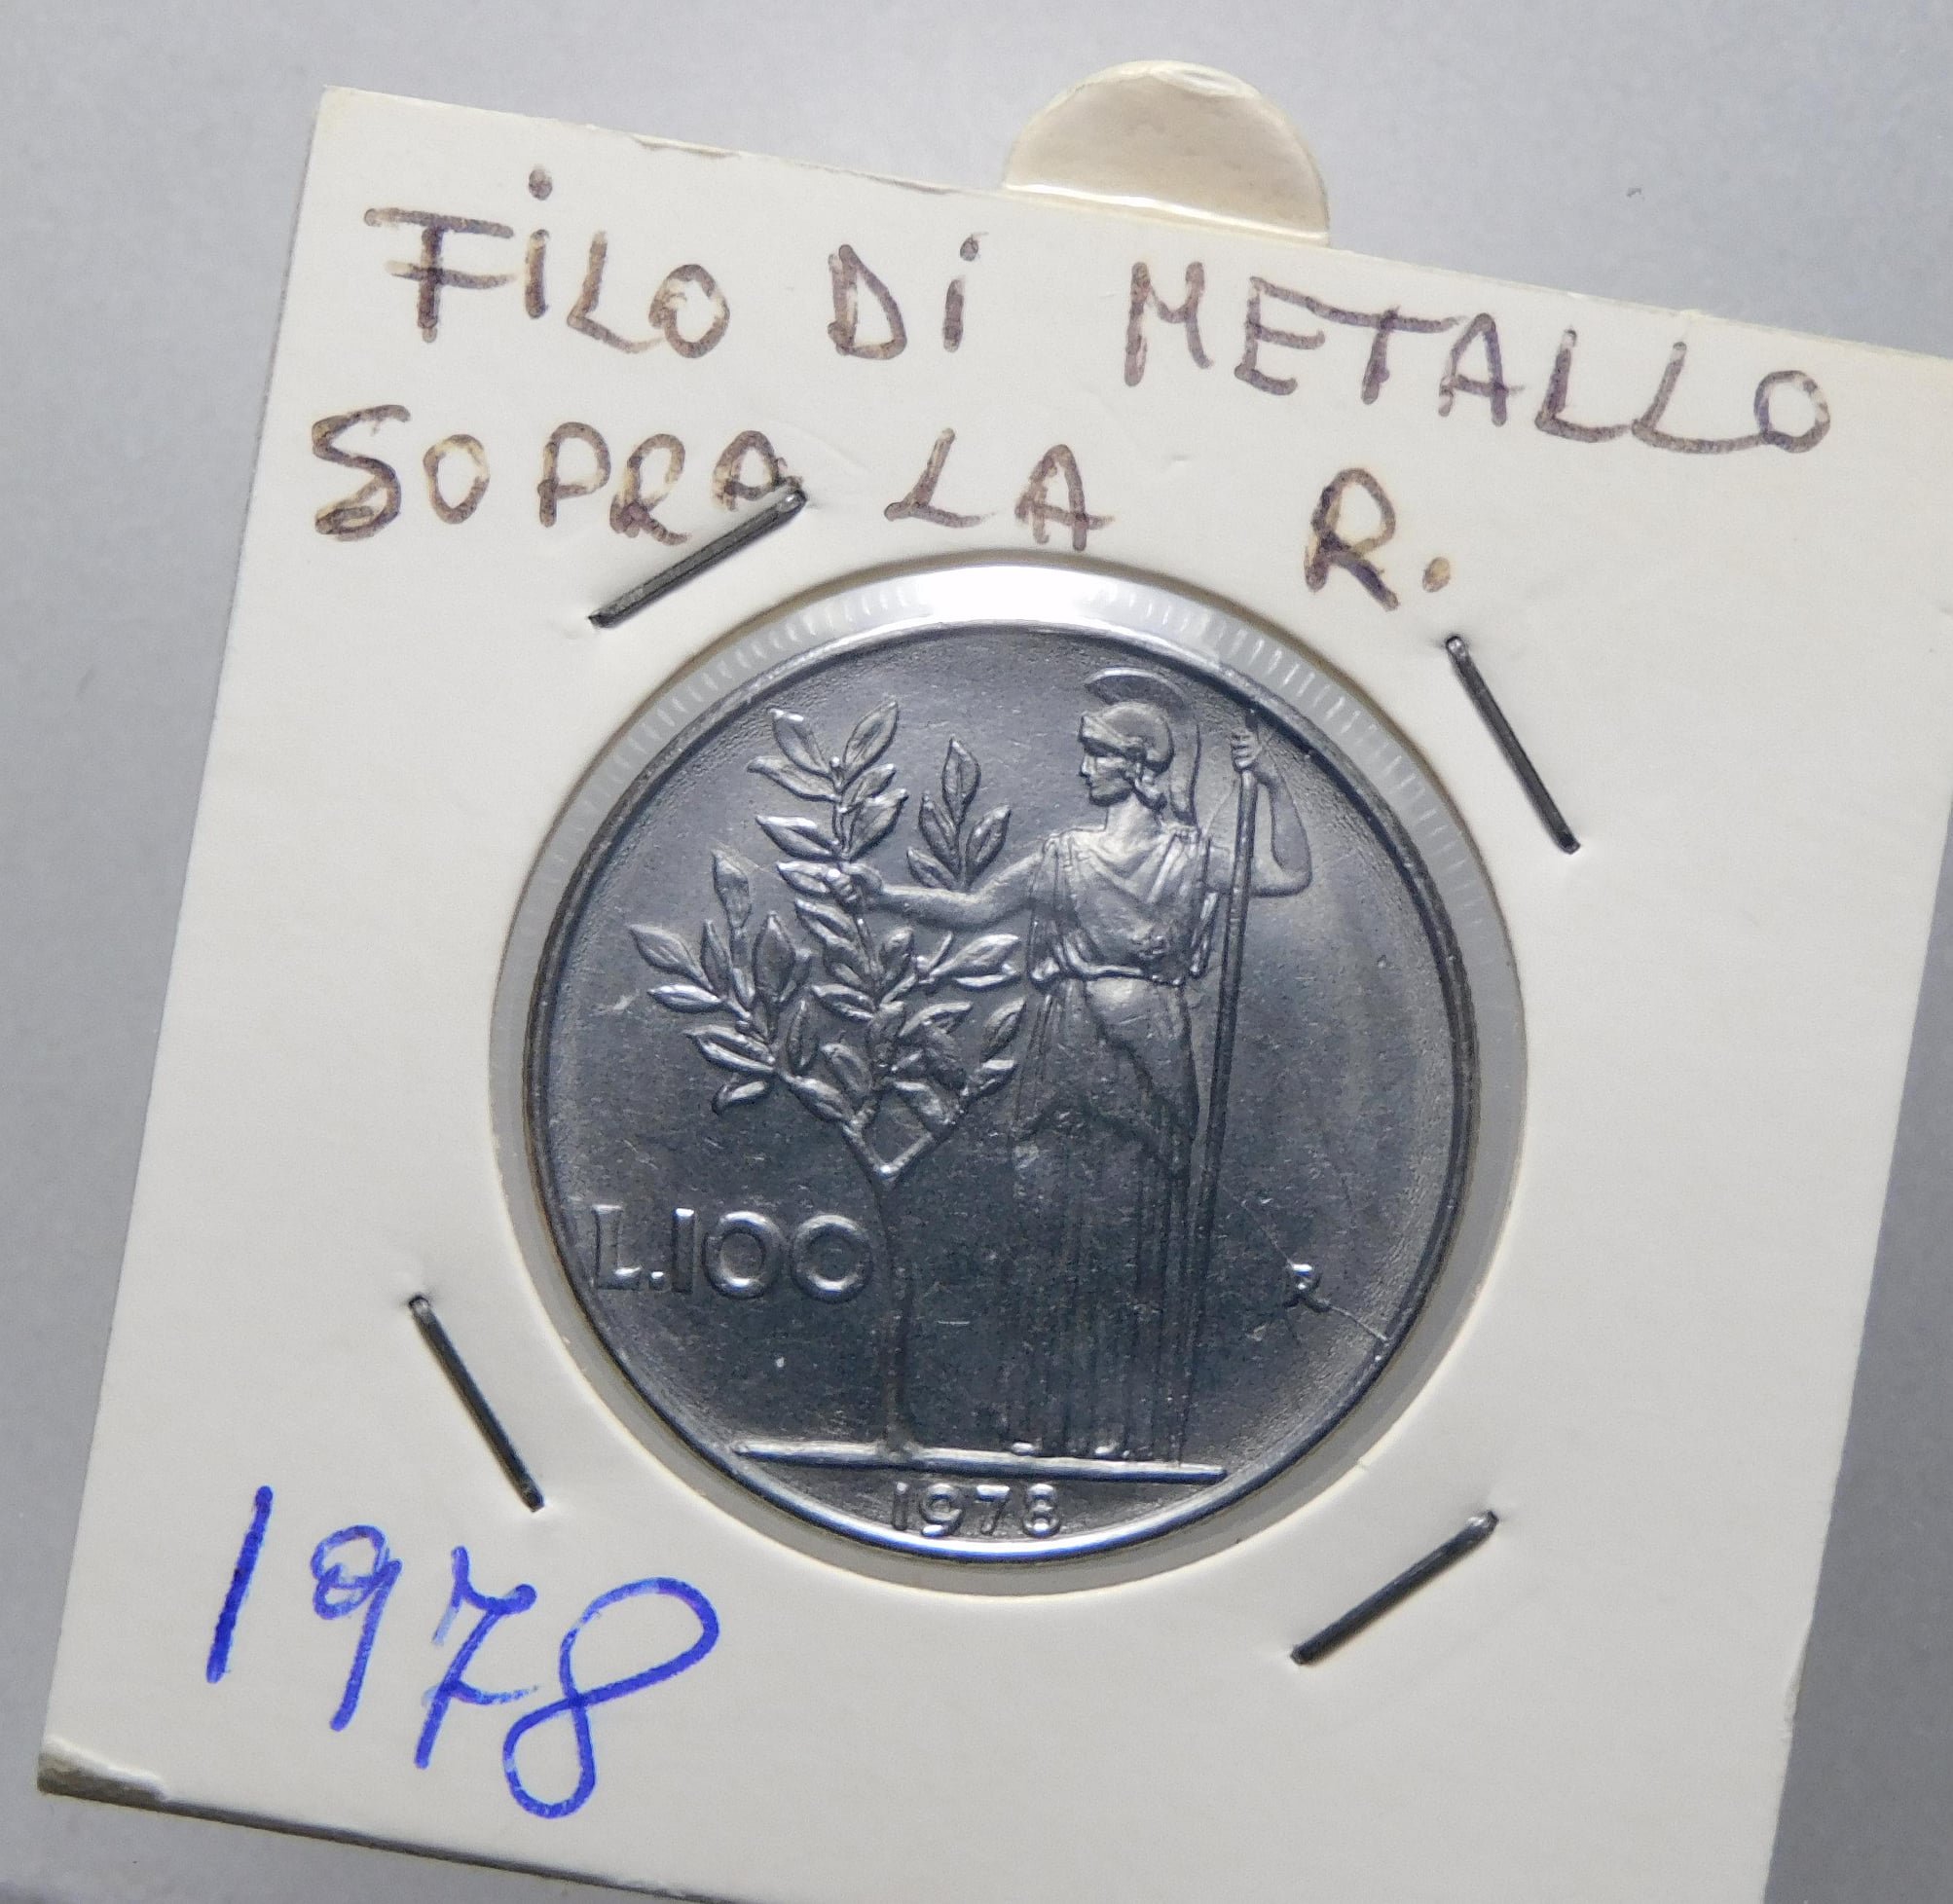 FiLO Di METALLO
SOPRA LA R.
L.100
R
1978
1978